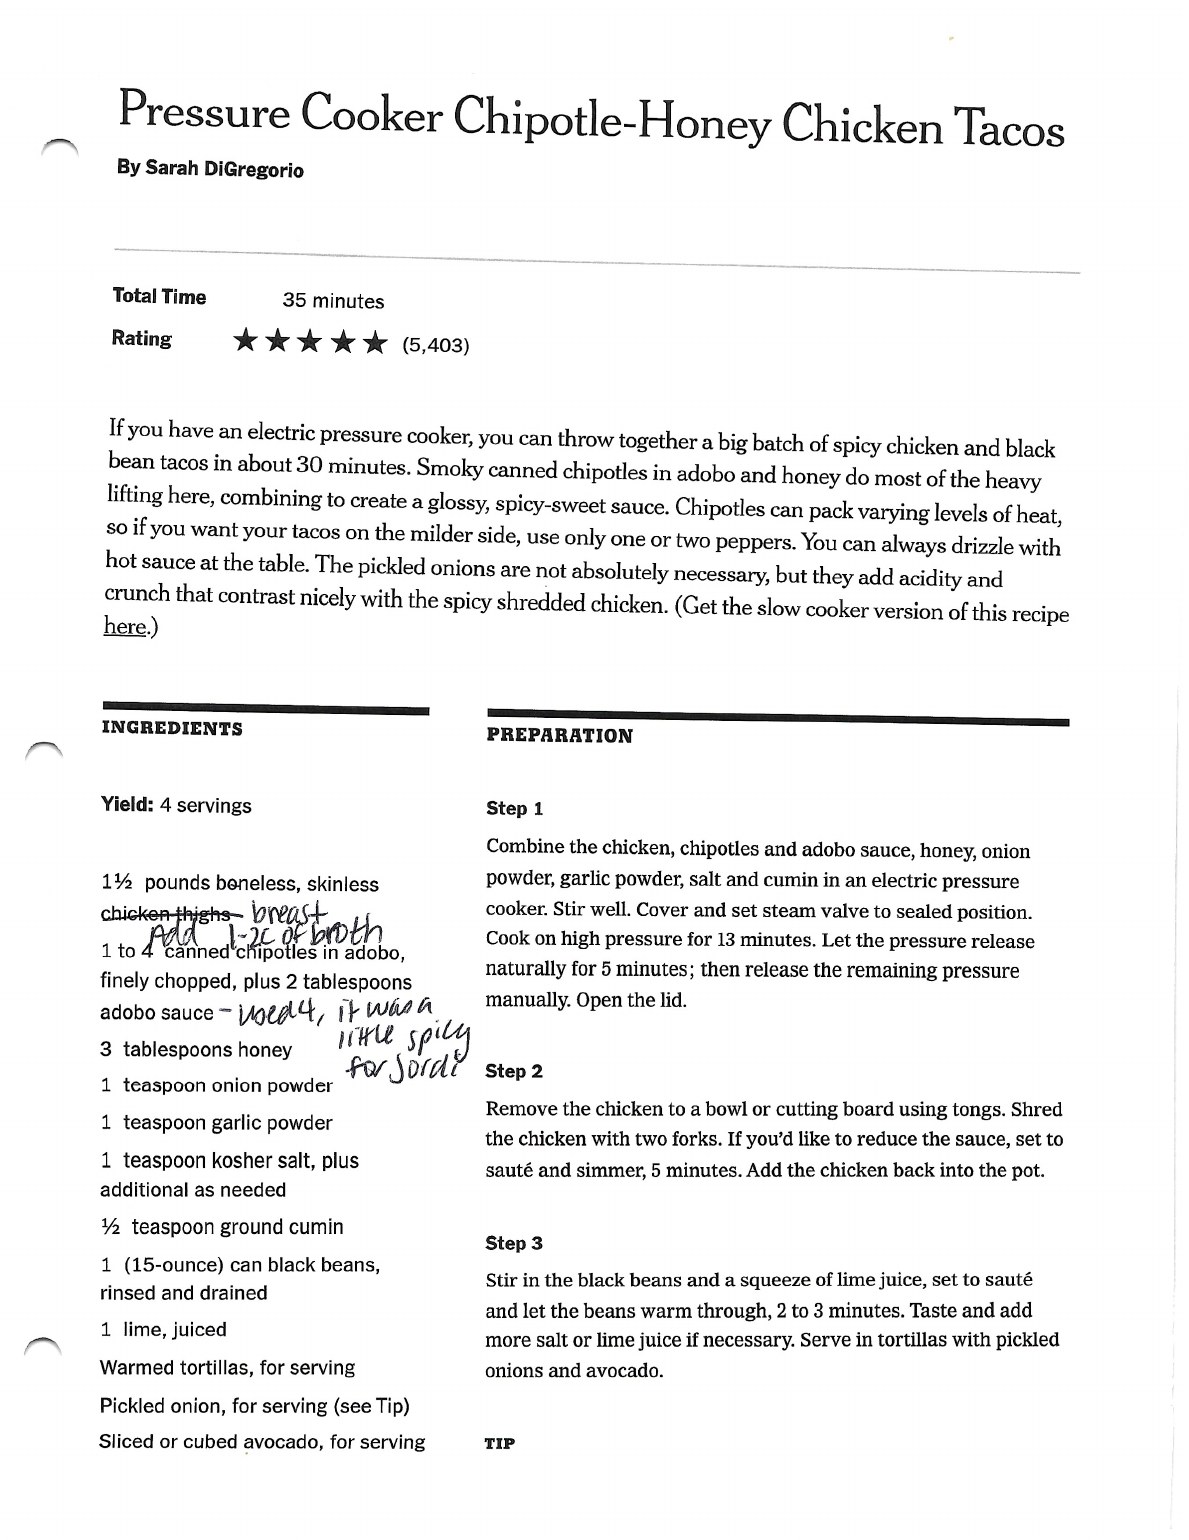 Pressure Cooker Chipotle-Honey Chicken Tacos
By Sarah DiGregorio
Total Time 35 minutes
Rating ★★★★★ (5,403)
If you have an electric pressure cooker, you can throw together a big batch of spicy chicken and black
bean tacos in about 30 minutes. Smoky canned chipotles in adobo and honey do most of the heavy
lifting here, combining to create a glossy, spicy-sweet sauce. Chipotles can pack varying levels of heat,
so if you want your tacos on the milder side, use only one or two peppers. You can always drizzle with
hot sauce at the table. The pickled onions are not absolutely necessary, but they add acidity and
crunch that contrast nicely with the spicy shredded chicken. (Get the slow cooker version of this recipe
here.)
INGREDIENTS
Yield: 4 servings
1½ pounds boneless, skinless
chicken thighs breast
Add 1-2c of broth
1 to 4 canned chipotles in adobo,
finely chopped, plus 2 tablespoons
adobo sauce - used 4, it was a
little spicy
for Jordi
3 tablespoons honey
1 teaspoon onion powder
1 teaspoon garlic powder
1 teaspoon kosher salt, plus
additional as needed
½ teaspoon ground cumin
1 (15-ounce) can black beans,
rinsed and drained
1 lime, juiced
Warmed tortillas, for serving
Pickled onion, for serving (see Tip)
Sliced or cubed avocado, for serving
PREPARATION
Step 1
Combine the chicken, chipotles and adobo sauce, honey, onion
powder, garlic powder, salt and cumin in an electric pressure
cooker. Stir well. Cover and set steam valve to sealed position.
Cook on high pressure for 13 minutes. Let the pressure release
naturally for 5 minutes; then release the remaining pressure
manually. Open the lid.
Step 2
Remove the chicken to a bowl or cutting board using tongs. Shred
the chicken with two forks. If you'd like to reduce the sauce, set to
sauté and simmer, 5 minutes. Add the chicken back into the pot.
Step 3
Stir in the black beans and a squeeze of lime juice, set to sauté
and let the beans warm through, 2 to 3 minutes. Taste and add
more salt or lime juice if necessary. Serve in tortillas with pickled
onions and avocado.
TIP